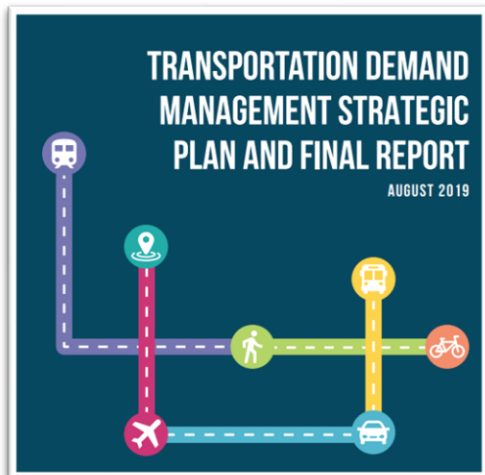 TRANSPORTATION DEMAND
MANAGEMENT STRATEGIC
PLAN AND FINAL REPORT
AUGUST 2019